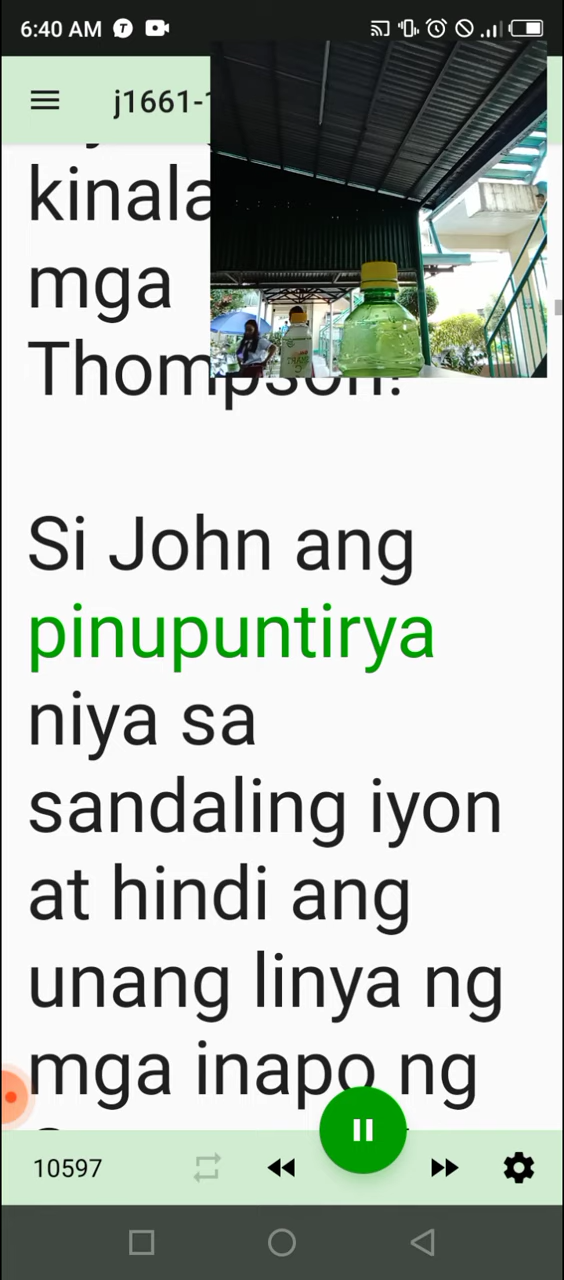 6:40 AM
j1661-1
mga
Thompson.
Si John ang
pinupuntirya
niya sa
sandaling iyon
at hindi ang
unang linya ng
mga inapo ng
10597